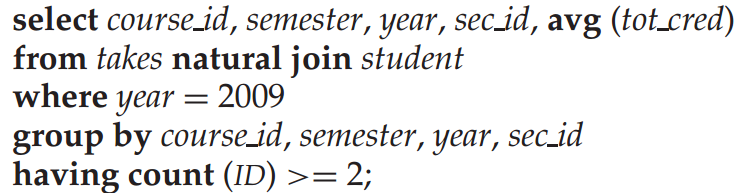 select course_id, semester, year, sec_id, avg (tot_cred)
from takes natural join student
where year = 2009
group by course_id, semester, year, sec_id
having count (ID) >= 2;